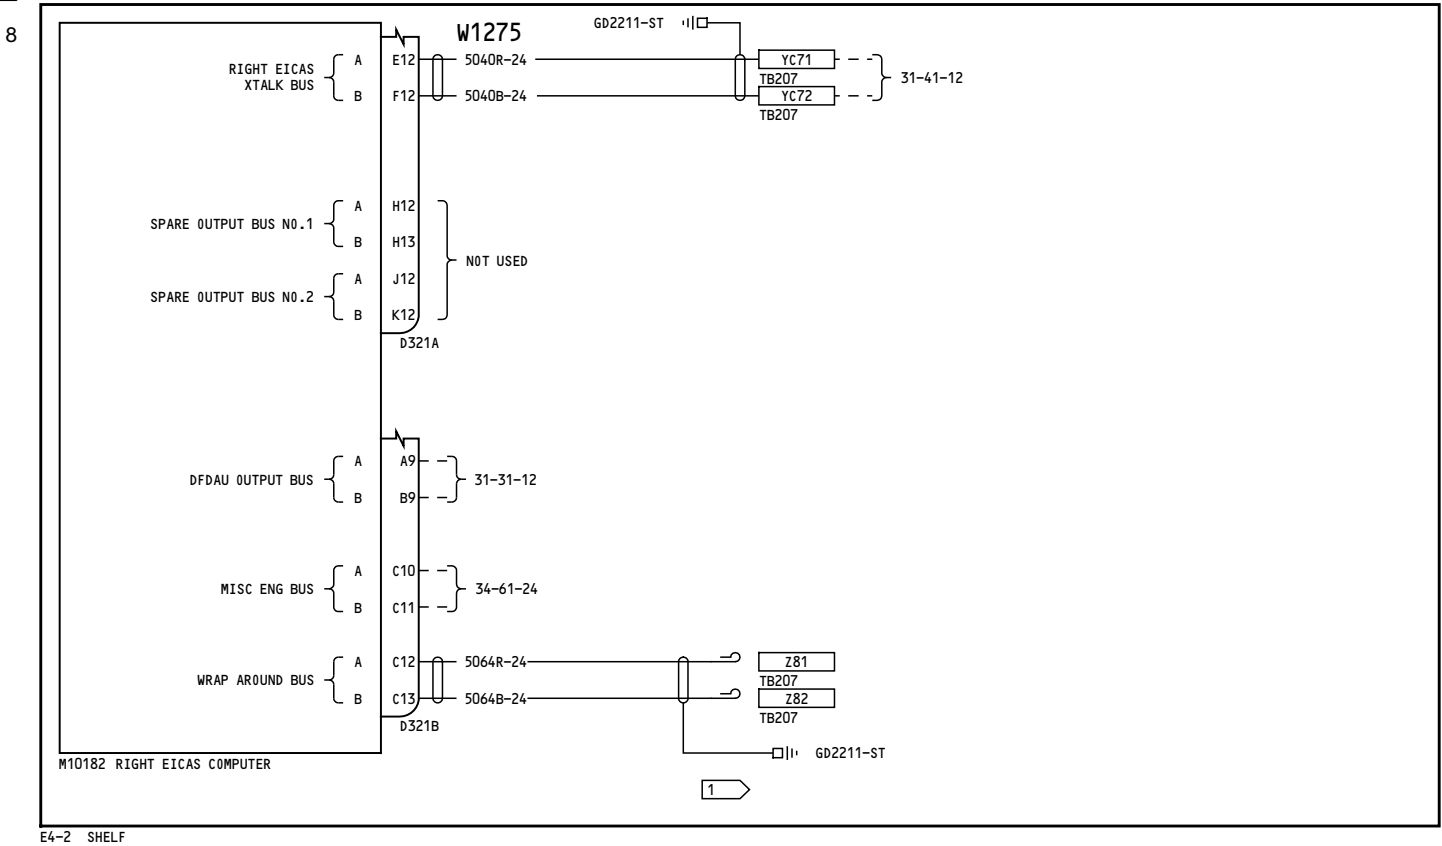 8
W1275
GD2211-ST
RIGHT EICAS
XTALK BUS
A E12 5040R-24 YC71
TB207
B F12 5040B-24 YC72
TB207
31-41-12
SPARE OUTPUT BUS NO.1
A H12
B H13
SPARE OUTPUT BUS NO.2
A J12
B K12
NOT USED
D321A
DFDAU OUTPUT BUS
A A9
B B9
31-31-12
MISC ENG BUS
A C10
B C11
34-61-24
WRAP AROUND BUS
A C12 5064R-24 Z81
TB207
B C13 5064B-24 Z82
TB207
D321B
GD2211-ST
M10182 RIGHT EICAS COMPUTER
1
E4-2 SHELF